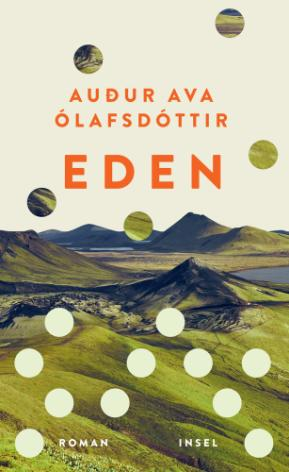 AUÐUR AVA
ÓLAFSDÓTTIR
EDEN
ROMAN INSEL